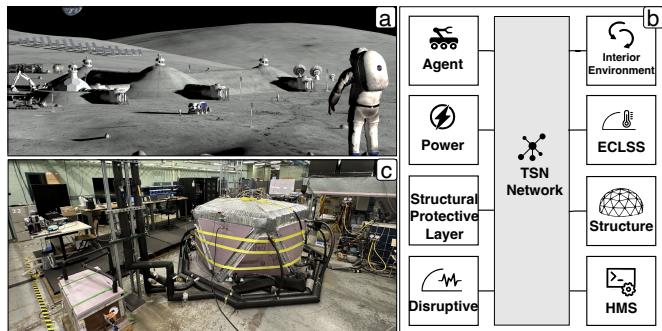 a
b
c
Agent
Power
Structural
Protective
Layer
Disruptive
TSN
Network
Interior
Environment
ECLSS
Structure
HMS